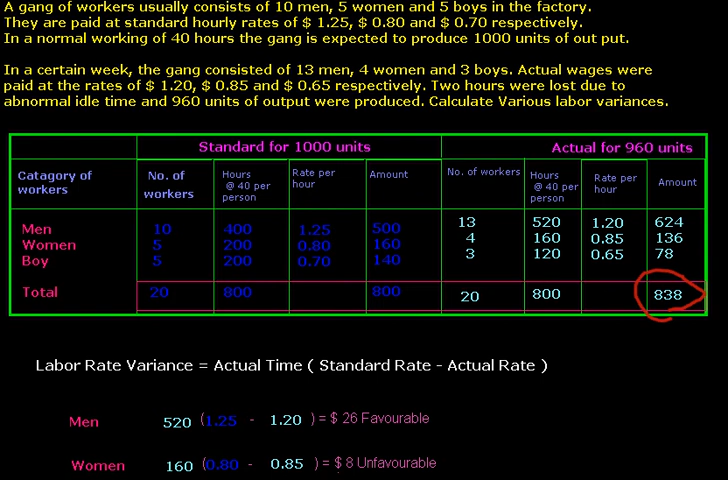 A gang of workers usually consists of 10 men, 5 women and 5 boys in the factory.
They are paid at standard hourly rates of $ 1.25, $ 0.80 and $ 0.70 respectively.
In a normal working of 40 hours the gang is expected to produce 1000 units of out put.
In a certain week, the gang consisted of 13 men, 4 women and 3 boys. Actual wages were
paid at the rates of $ 1.20, $ 0.85 and $ 0.65 respectively. Two hours were lost due to
abnormal idle time and 960 units of output were produced. Calculate Various labor variances.
Standard for 1000 units Actual for 960 units
Catagory of workers No. of workers Hours @ 40 per person Rate per hour Amount No. of workers Hours @ 40 per person Rate per hour Amount
Men 10 400 1.25 500 13 520 1.20 624
Women 5 200 0.80 160 4 160 0.85 136
Boy 5 200 0.70 140 3 120 0.65 78
Total 20 800 800 20 800 838
Labor Rate Variance = Actual Time ( Standard Rate - Actual Rate )
Men 520 (1.25 - 1.20 ) = $ 26 Favourable
Women 160 (0.80 - 0.85 ) = $ 8 Unfavourable